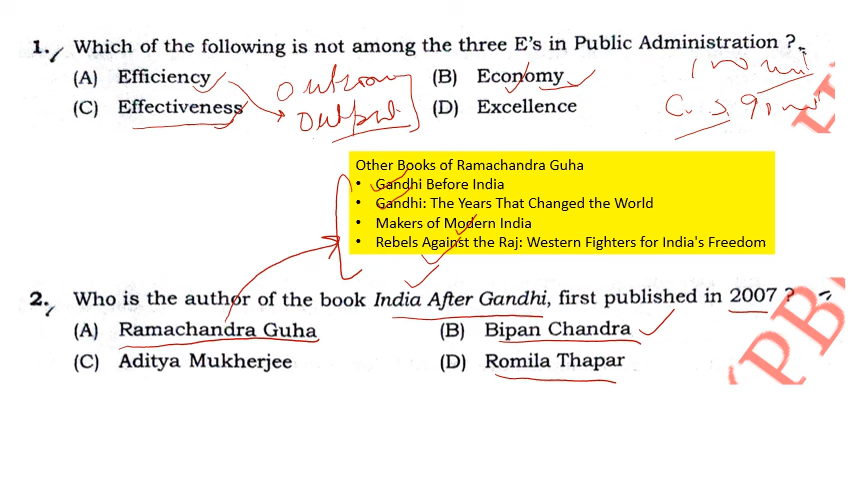 1. Which of the following is not among the three E's in Public Administration ?
(A) Efficiency (B) Economy
(C) Effectiveness (D) Excellence
Other Books of Ramachandra Guha
• Gandhi Before India
• Gandhi: The Years That Changed the World
• Makers of Modern India
• Rebels Against the Raj: Western Fighters for India's Freedom
2. Who is the author of the book India After Gandhi, first published in 2007 ?
(A) Ramachandra Guha (B) Bipan Chandra
(C) Aditya Mukherjee (D) Romila Thapar